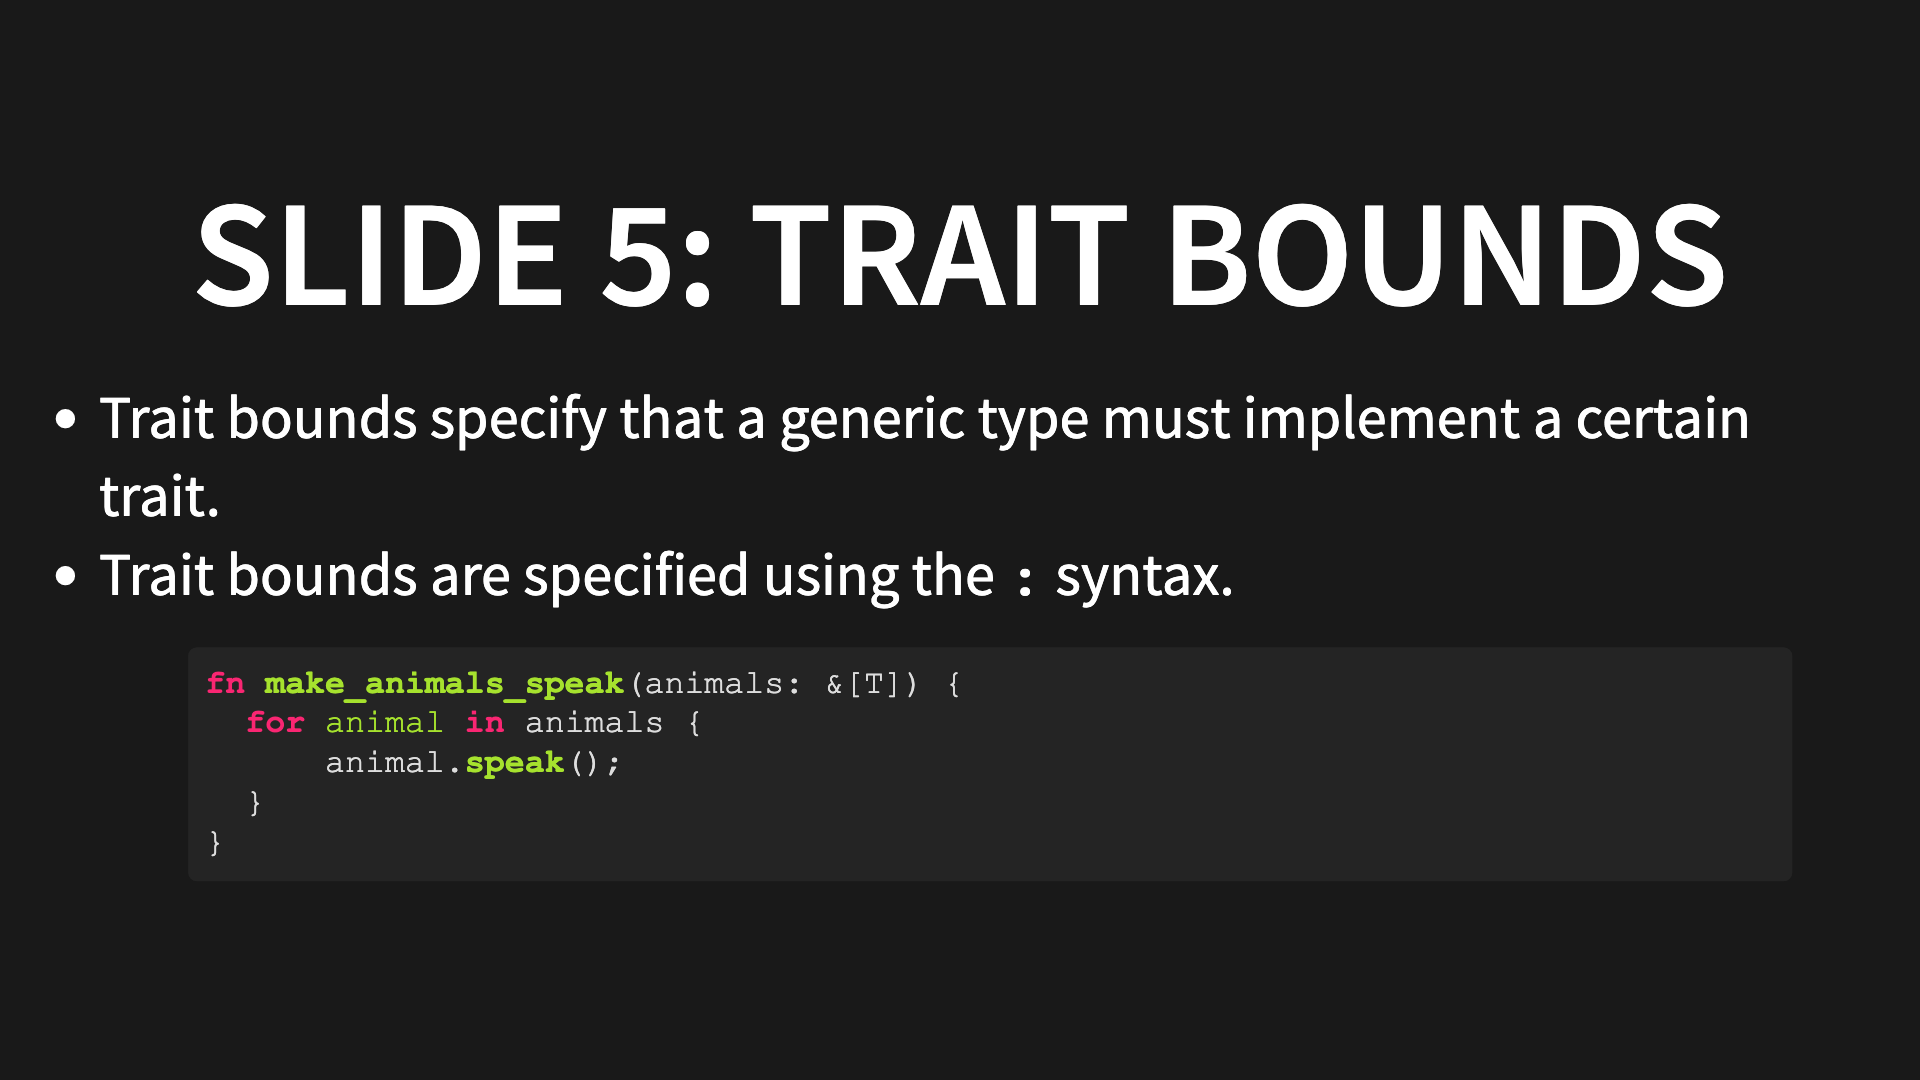 SLIDE 5: TRAIT BOUNDS
• Trait bounds specify that a generic type must implement a certain
trait.
• Trait bounds are specified using the : syntax.
fn make_animals_speak(animals: &[T]) {
  for animal in animals {
      animal.speak();
  }
}